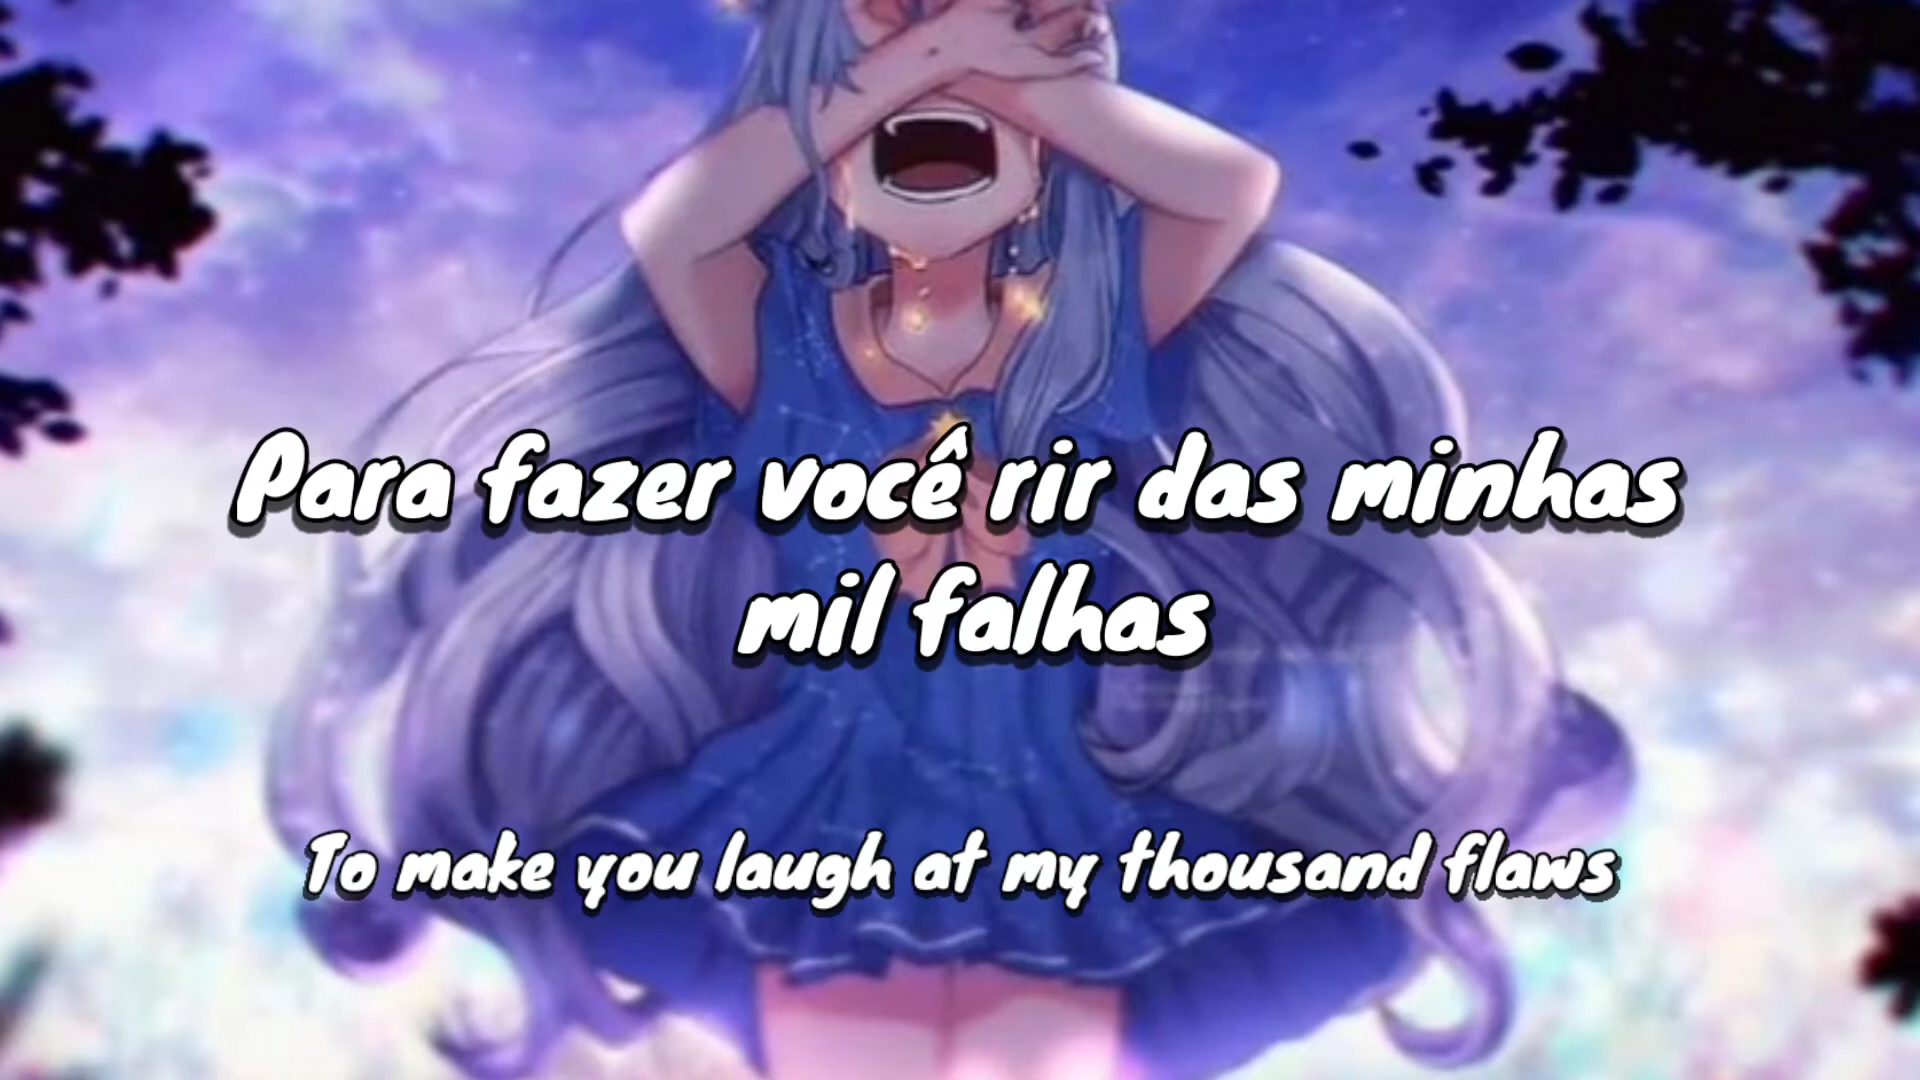 Para fazer você rir das minhas
mil falhas
To make you laugh at my thousand flaws